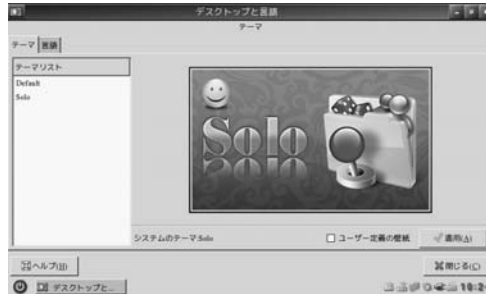 デスクトップと言語
テーマ
テーマ 言語
テーマリスト
Default
Solo
Solo
システムのテーマ:Solo
ユーザー定義の壁紙
適用(A)
ヘルプ(H)
閉じる(C)
デスクトップと...